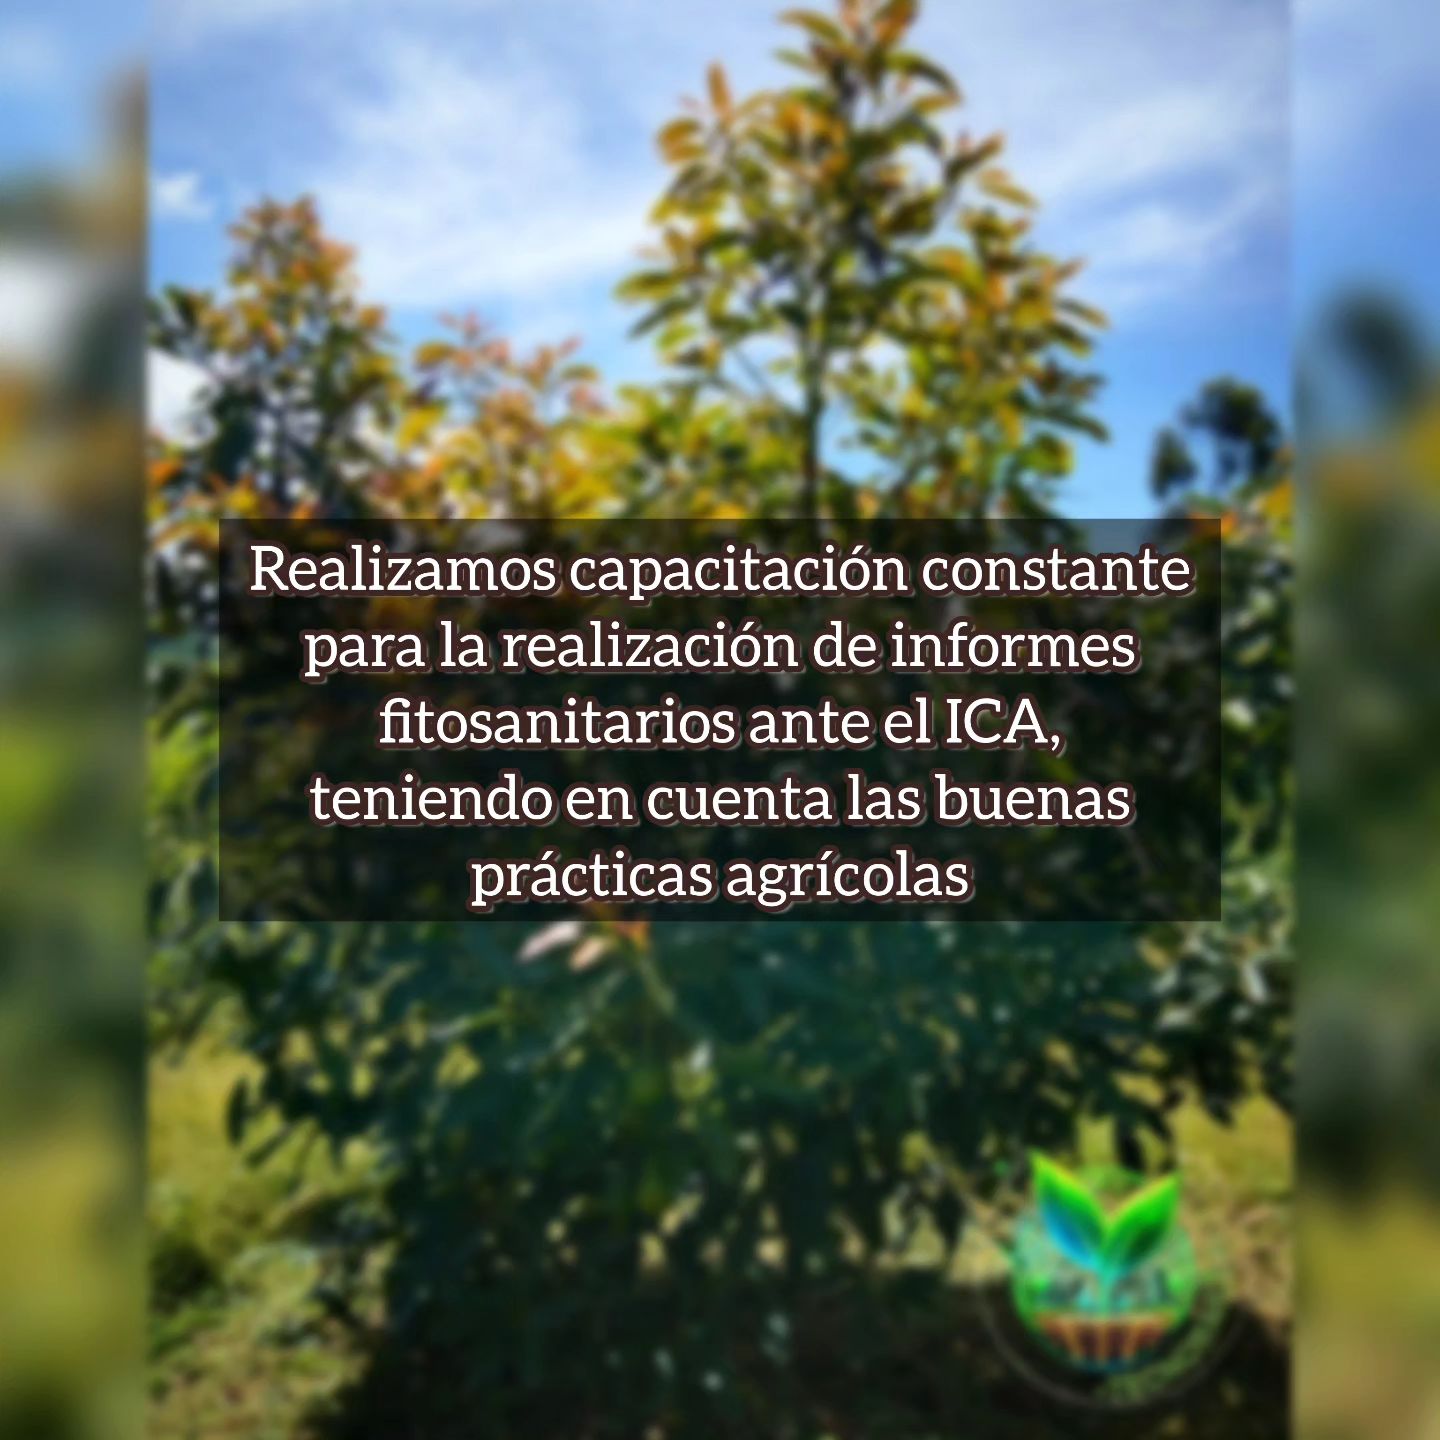 Realizamos capacitación constante
para la realización de informes
fitosanitarios ante el ICA,
teniendo en cuenta las buenas
prácticas agrícolas